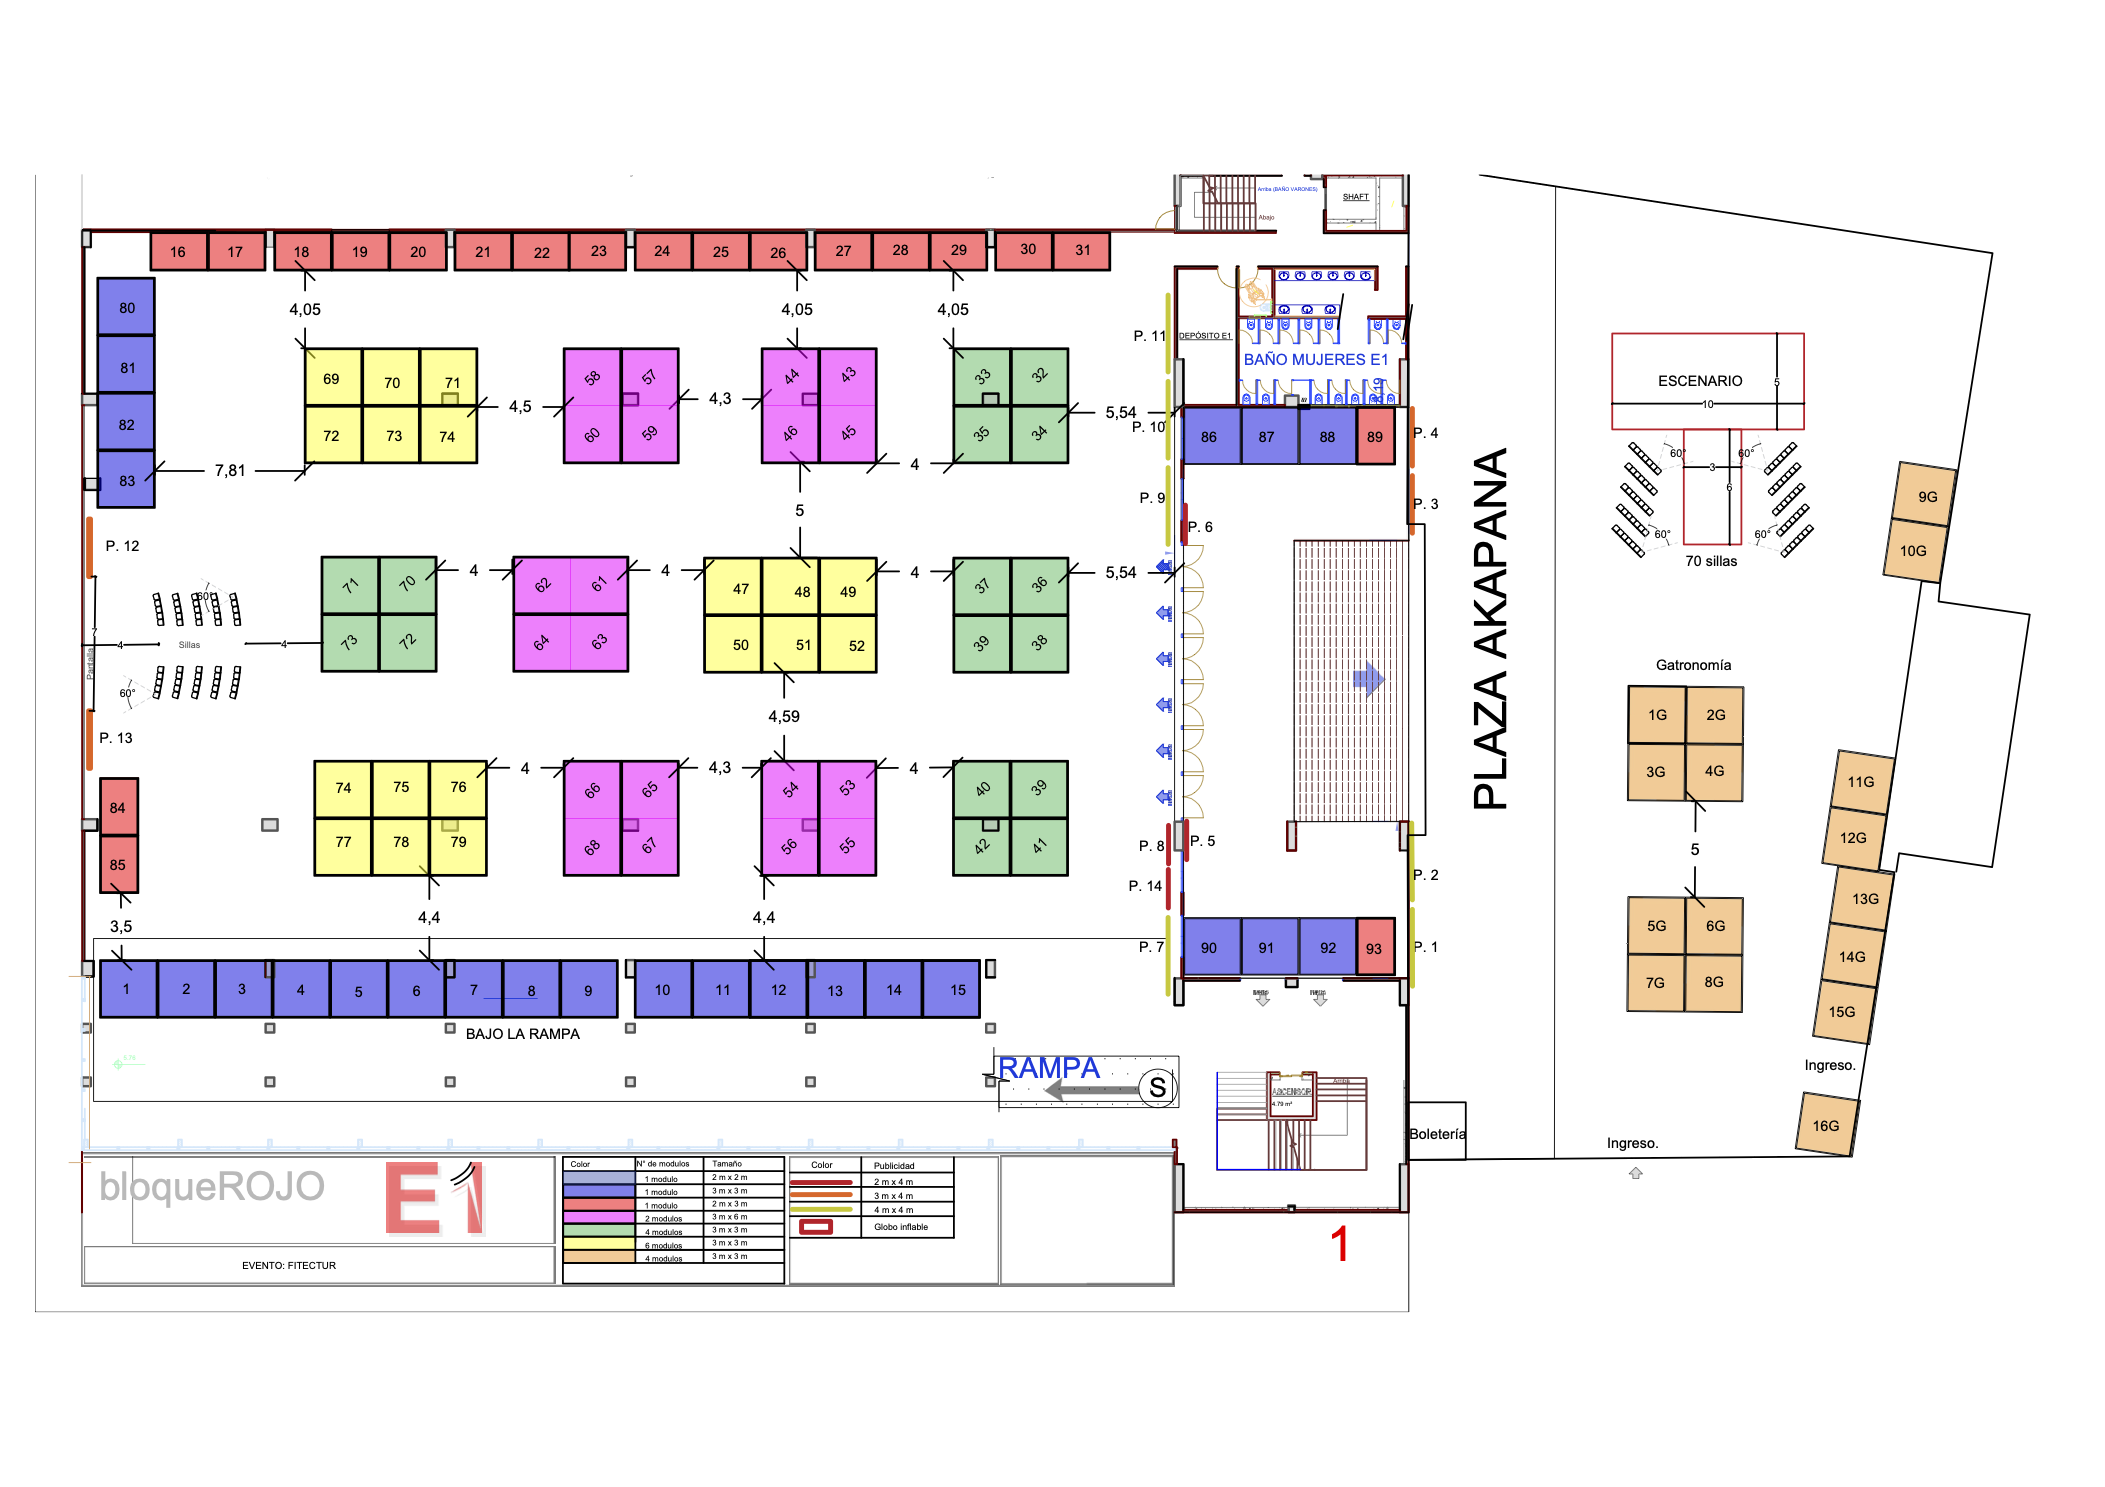 Arriba (BAÑO VARONES)
SHAFT
Abajo
16 17 18 19 20 21 22 23 24 25 26 27 28 29 30 31
80
81
82
83
4,05 4,05 4,05
P. 11
DEPÓSITO E1
BAÑO MUJERES E1
69 70 71
72 73 74
4,5
58 57
60 59
4,3
44 43
46 45
4
33 32
35 34
5,54
P. 10
86 87 88 89
P. 4
7,81
5
P. 9
P. 3
P. 6
P. 12
ESCENARIO
5
10
60° 60°
3
6
60° 60°
70 sillas
9G
10G
PLAZA AKAPANA
71 70
73 72
4
62 61
64 63
4
47 48 49
50 51 52
4
37 36
39 38
5,54
60°
7
4
Sillas
4
Pantalla
60°
4,59
P. 13
Gatronomía
1G 2G
3G 4G
5
5G 6G
7G 8G
11G
12G
13G
14G
15G
Ingreso.
16G
Ingreso.
84
85
3,5
74 75 76
77 78 79
4
66 65
68 67
4,3
54 53
56 55
4
40 39
42 41
4,4 4,4
P. 8
P. 5
P. 14
P. 2
P. 7
90 91 92 93
P. 1
1 2 3 4 5 6 7 8 9 10 11 12 13 14 15
BAJO LA RAMPA
RAMPA
S
ASCENSOR
4.79 m²
Arriba
Boletería
1
bloqueROJO
E1
EVENTO: FITECTUR
Color N° de modulos Tamaño
1 modulo 2 m x 2 m
1 modulo 3 m x 3 m
1 modulo 2 m x 3 m
2 modulos 3 m x 6 m
4 modulos 3 m x 3 m
6 modulos 3 m x 3 m
4 modulos 3 m x 3 m
Color Publicidad
2 m x 4 m
3 m x 4 m
4 m x 4 m
Globo inflable